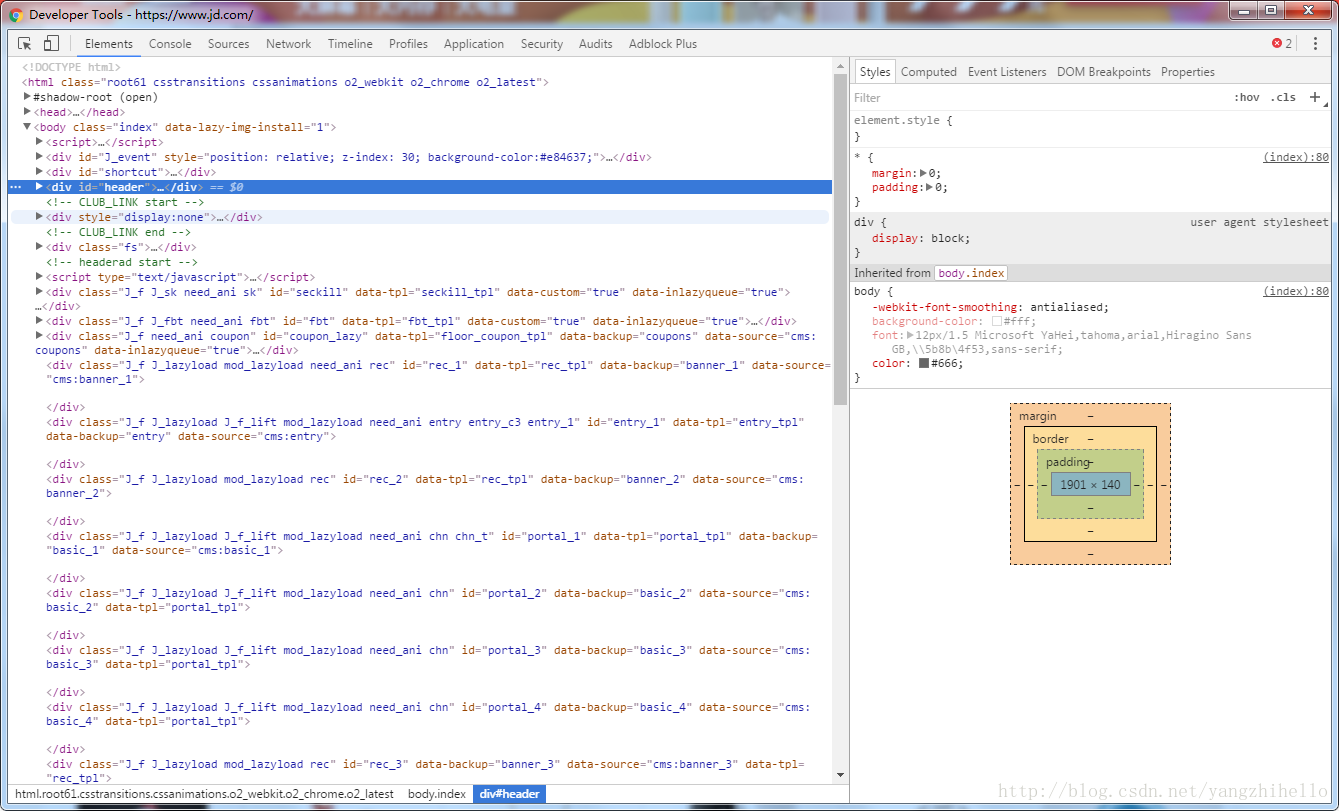 Developer Tools - https://www.jd.com/
Elements Console Sources Network Timeline Profiles Application Security Audits Adblock Plus 2
<!DOCTYPE html>
<html class="root61 csstransitions cssanimations o2_webkit o2_chrome o2_latest">
#shadow-root (open)
<head>…</head>
<body class="index" data-lazy-img-install="1">
<script>…</script>
<div id="J_event" style="position: relative; z-index: 30; background-color:#e84637;">…</div>
<div id="shortcut">…</div>
<div id="header">…</div> == $0
<!-- CLUB_LINK start -->
<div style="display:none">…</div>
<!-- CLUB_LINK end -->
<div class="fs">…</div>
<!-- headerad start -->
<script type="text/javascript">…</script>
<div class="J_f J_sk need_ani sk" id="seckill" data-tpl="seckill_tpl" data-custom="true" data-inlazyqueue="true">
…</div>
<div class="J_f J_fbt need_ani fbt" id="fbt" data-tpl="fbt_tpl" data-custom="true" data-inlazyqueue="true">…</div>
<div class="J_f need_ani coupon" id="coupon_lazy" data-tpl="floor_coupon_tpl" data-backup="coupons" data-source="cms:
coupons" data-inlazyqueue="true">…</div>
<div class="J_f J_lazyload mod_lazyload need_ani rec" id="rec_1" data-tpl="rec_tpl" data-backup="banner_1" data-source=
"cms:banner_1">
</div>
<div class="J_f J_lazyload J_f_lift mod_lazyload need_ani entry entry_c3 entry_1" id="entry_1" data-tpl="entry_tpl"
data-backup="entry" data-source="cms:entry">
</div>
<div class="J_f J_lazyload mod_lazyload rec" id="rec_2" data-tpl="rec_tpl" data-backup="banner_2" data-source="cms:
banner_2">
</div>
<div class="J_f J_lazyload J_f_lift mod_lazyload need_ani chn chn_t" id="portal_1" data-tpl="portal_tpl" data-backup=
"basic_1" data-source="cms:basic_1">
</div>
<div class="J_f J_lazyload J_f_lift mod_lazyload need_ani chn" id="portal_2" data-backup="basic_2" data-source="cms:
basic_2" data-tpl="portal_tpl">
</div>
<div class="J_f J_lazyload J_f_lift mod_lazyload need_ani chn" id="portal_3" data-backup="basic_3" data-source="cms:
basic_3" data-tpl="portal_tpl">
</div>
<div class="J_f J_lazyload J_f_lift mod_lazyload need_ani chn" id="portal_4" data-backup="basic_4" data-source="cms:
basic_4" data-tpl="portal_tpl">
</div>
<div class="J_f J_lazyload mod_lazyload rec" id="rec_3" data-backup="banner_3" data-source="cms:banner_3" data-tpl=
"rec_tpl">
html.root61.csstransitions.cssanimations.o2_webkit.o2_chrome.o2_latest body.index div#header
Styles Computed Event Listeners DOM Breakpoints Properties
Filter :hov .cls +
element.style {
}
* { (index):80
margin: 0;
padding: 0;
}
div { user agent stylesheet
display: block;
}
Inherited from body.index
body { (index):80
-webkit-font-smoothing: antialiased;
background-color: #fff;
font: 12px/1.5 Microsoft YaHei,tahoma,arial,Hiragino Sans
GB,\\5b8b\4f53,sans-serif;
color: #666;
}
margin –
border –
padding –
– – – 1901 × 140 – – –
–
–
–
http://blog.csdn.net/yangzhihello